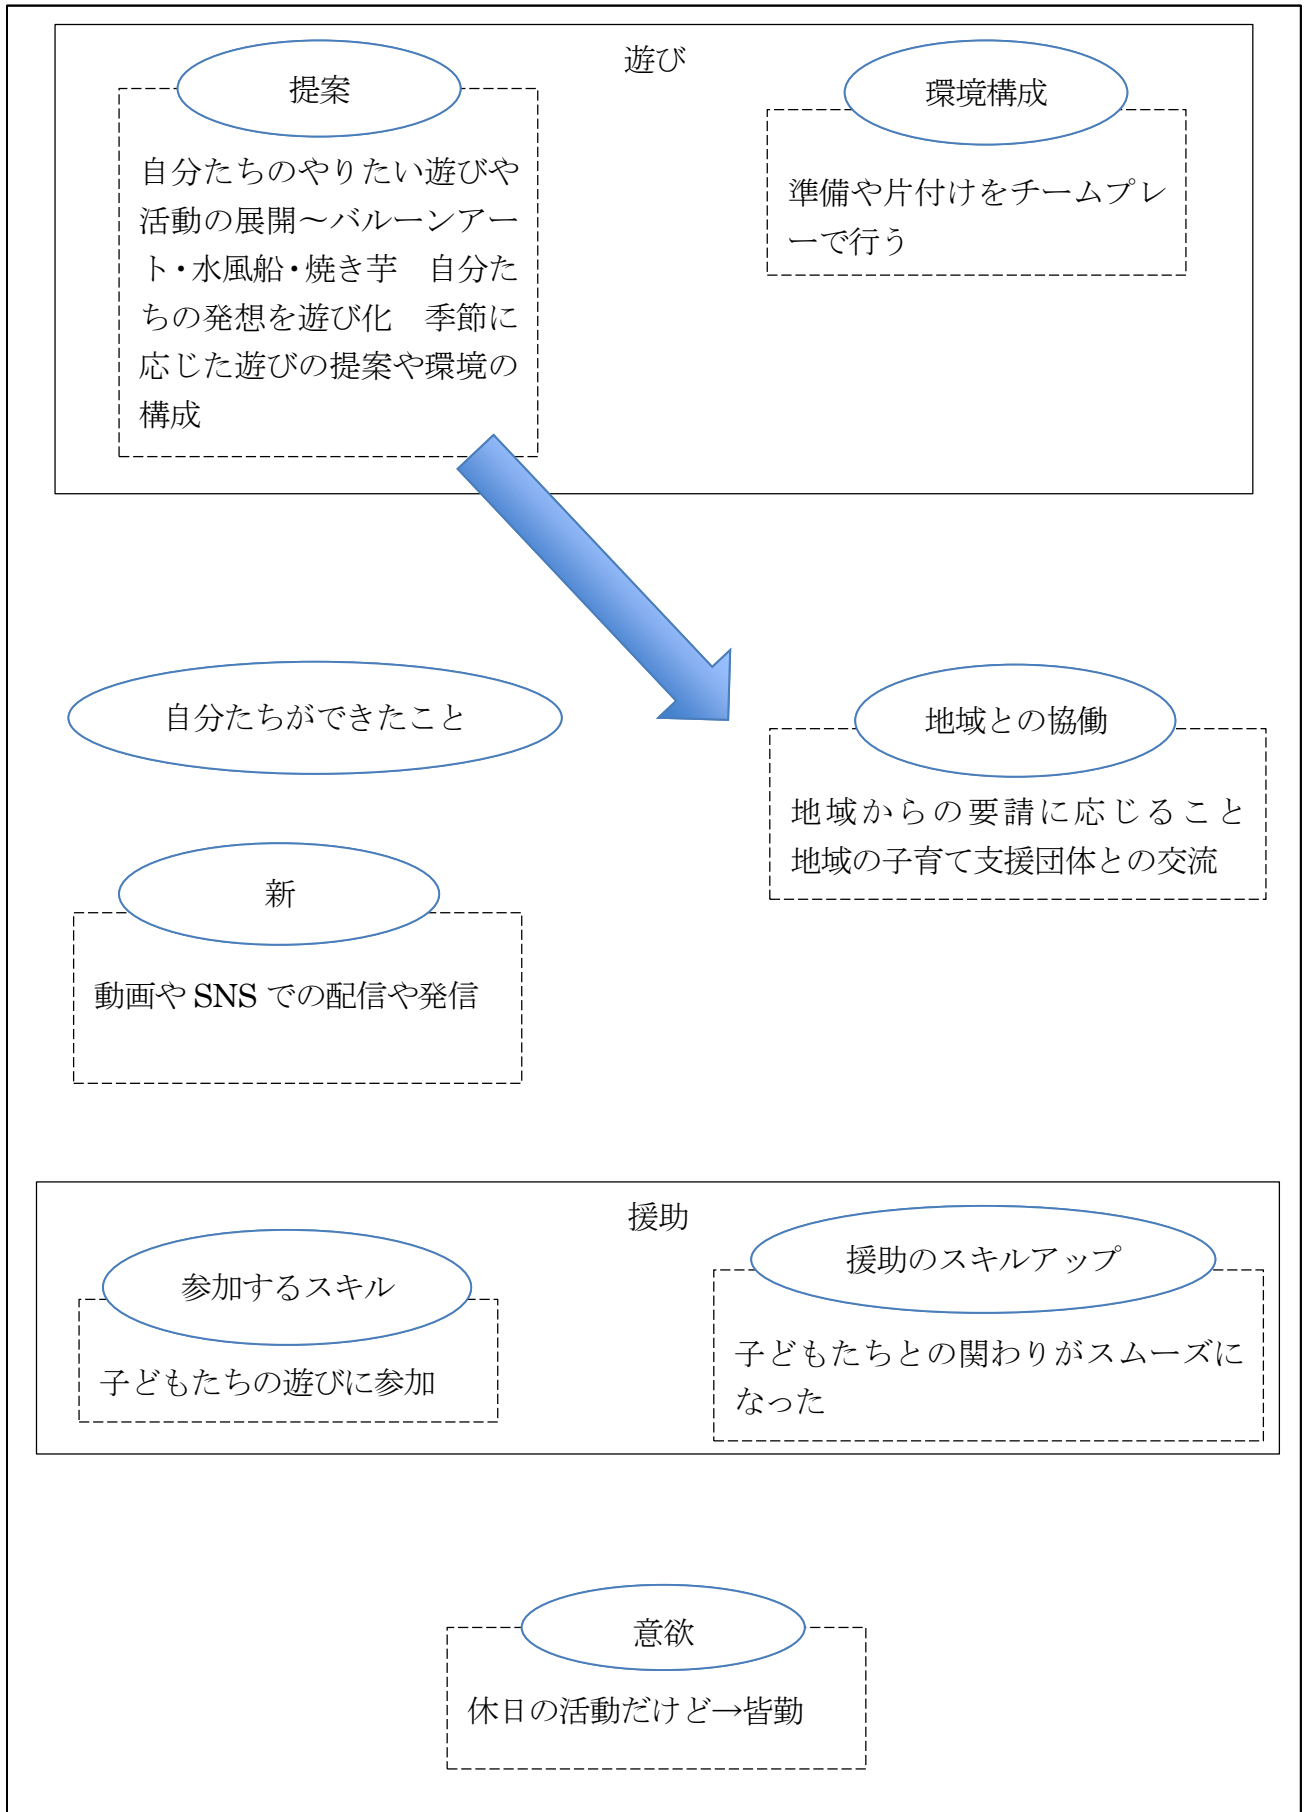 遊び
提案
自分たちのやりたい遊びや
活動の展開～バルーンアー
ト・水風船・焼き芋　自分た
ちの発想を遊び化　季節に
応じた遊びの提案や環境の
構成
環境構成
準備や片付けをチームプレ
ーで行う
自分たちができたこと
地域との協働
地域からの要請に応じること
地域の子育て支援団体との交流
新
動画や SNS での配信や発信
援助
参加するスキル
子どもたちの遊びに参加
援助のスキルアップ
子どもたちとの関わりがスムーズに
なった
意欲
休日の活動だけど→皆勤